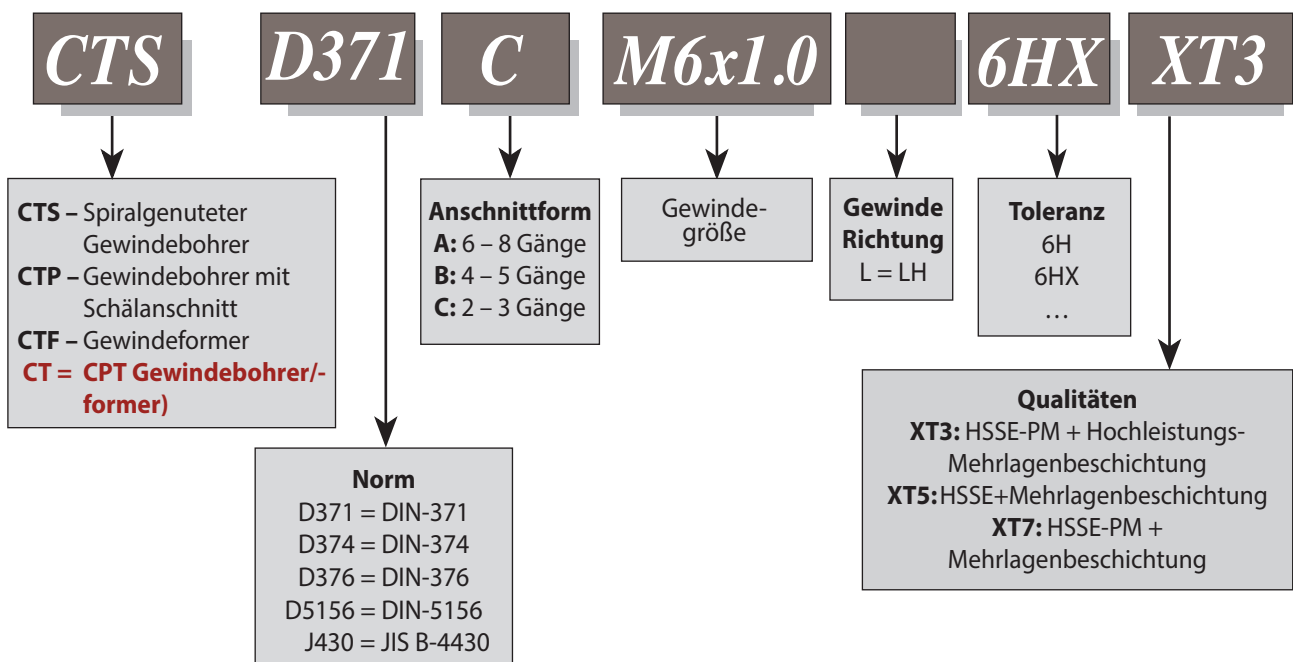 CTS D371 C M6x1.0 6HX XT3
CTS – Spiralgenuteter
Gewindebohrer
CTP – Gewindebohrer mit
Schälanschnitt
CTF – Gewindeformer
CT = CPT Gewindebohrer/-
former)
Norm
D371 = DIN-371
D374 = DIN-374
D376 = DIN-376
D5156 = DIN-5156
J430 = JIS B-4430
Anschnittform
A: 6 – 8 Gänge
B: 4 – 5 Gänge
C: 2 – 3 Gänge
Gewinde-
größe
Gewinde
Richtung
L = LH
Toleranz
6H
6HX
…
Qualitäten
XT3: HSSE-PM + Hochleistungs-
Mehrlagenbeschichtung
XT5:HSSE+Mehrlagenbeschichtung
XT7: HSSE-PM +
Mehrlagenbeschichtung